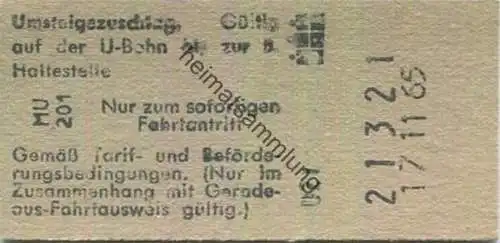 Umsteigezuschlag. Gültig
auf der U-Bahn bis zur 5.
Haltestelle
MU
201
Nur zum sofortigen
Fahrtantritt
Gemäß Tarif- und Beförde-
rungsbedingungen. (Nur im
Zusammenhang mit Gerade-
aus-Fahrtausweis gültig.)
21321
17 11 65
heimatsammlung